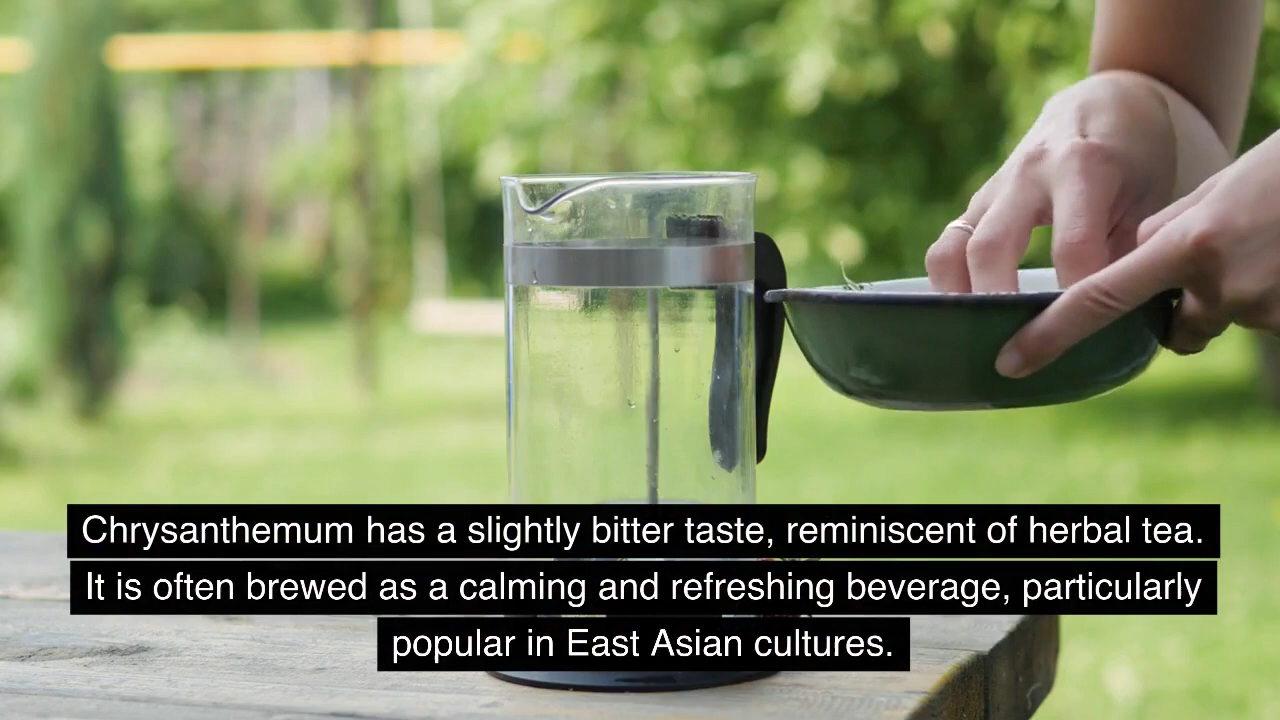 Chrysanthemum has a slightly bitter taste, reminiscent of herbal tea.
It is often brewed as a calming and refreshing beverage, particularly
popular in East Asian cultures.